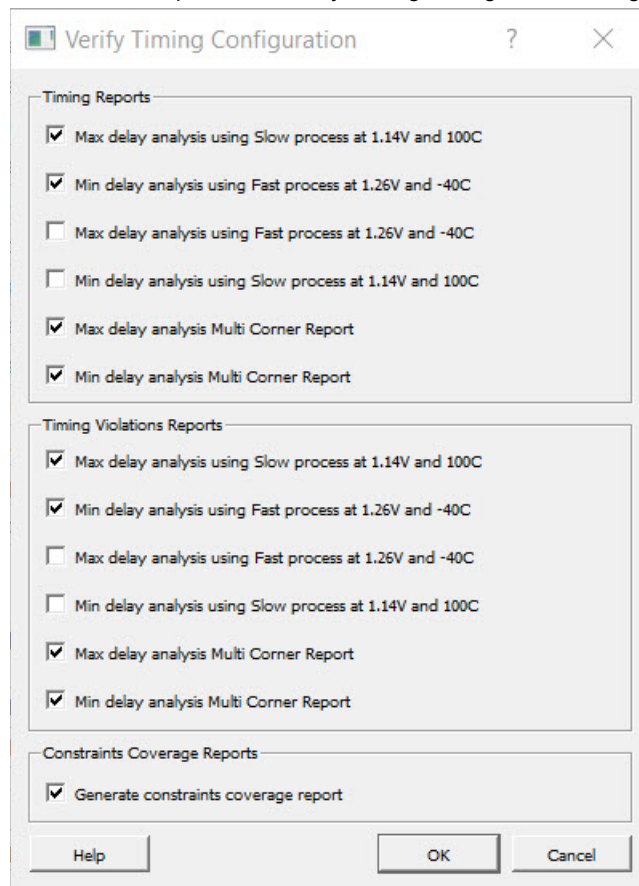 Verify Timing Configuration ?
Timing Reports
Max delay analysis using Slow process at 1.14V and 100C
Min delay analysis using Fast process at 1.26V and -40C
Max delay analysis using Fast process at 1.26V and -40C
Min delay analysis using Slow process at 1.14V and 100C
Max delay analysis Multi Corner Report
Min delay analysis Multi Corner Report
Timing Violations Reports
Max delay analysis using Slow process at 1.14V and 100C
Min delay analysis using Fast process at 1.26V and -40C
Max delay analysis using Fast process at 1.26V and -40C
Min delay analysis using Slow process at 1.14V and 100C
Max delay analysis Multi Corner Report
Min delay analysis Multi Corner Report
Constraints Coverage Reports
Generate constraints coverage report
Help OK Cancel